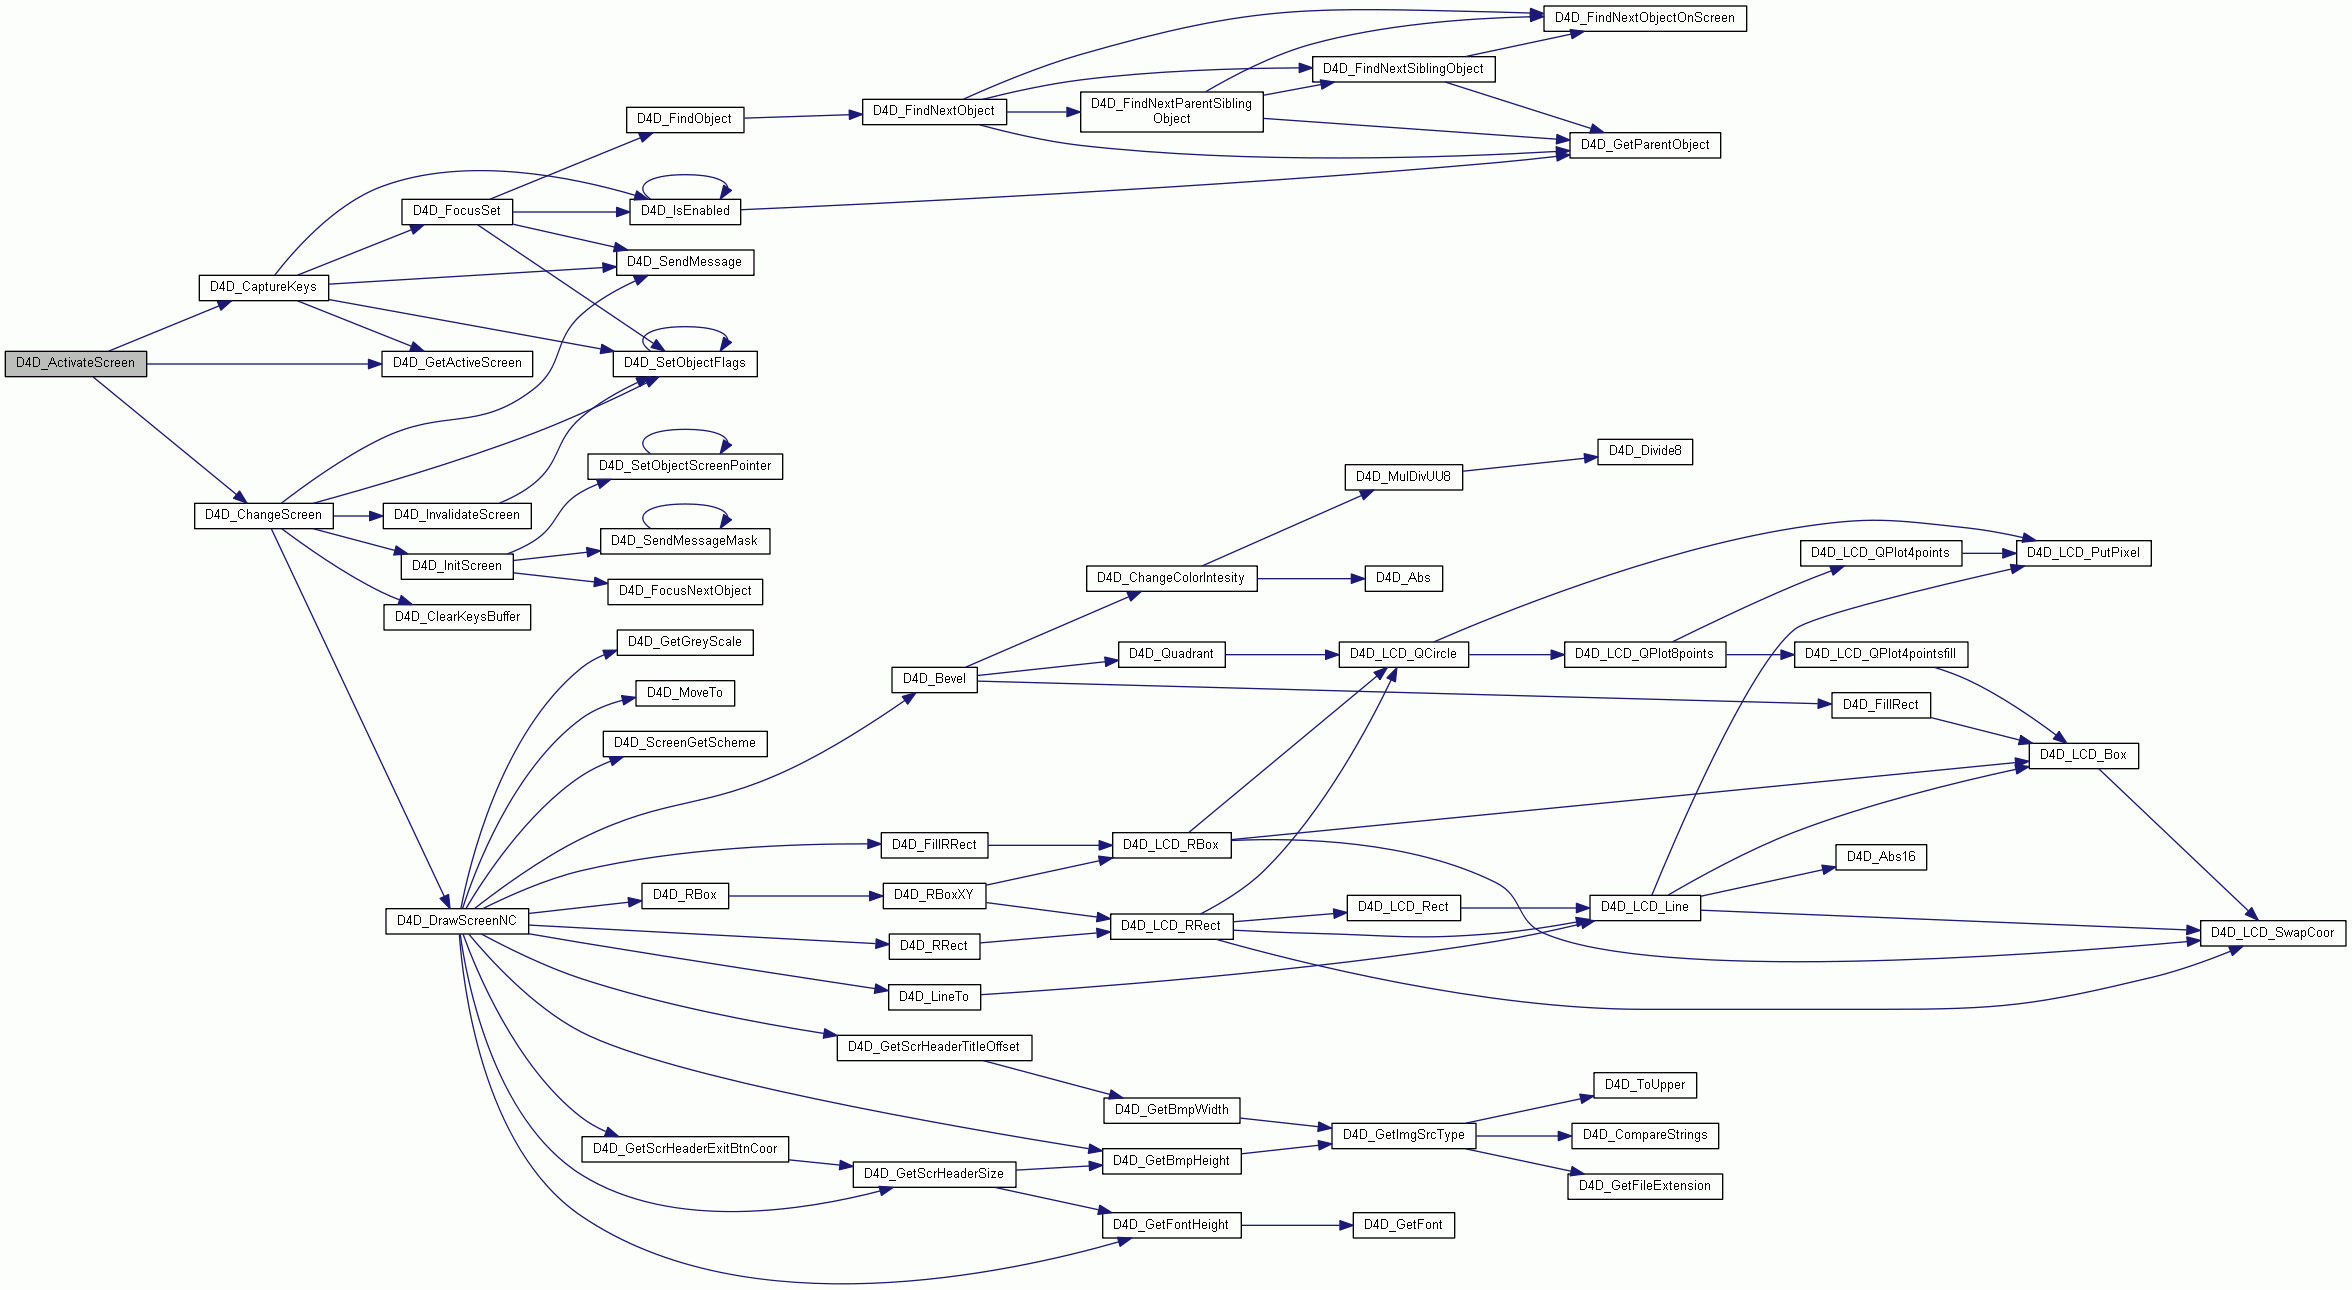 D4D_FindNextObjectOnScreen
D4D_FindNextSiblingObject
D4D_FindNextParentSibling
Object
D4D_FindNextObject
D4D_FindObject
D4D_GetParentObject
D4D_FocusSet
D4D_IsEnabled
D4D_SendMessage
D4D_CaptureKeys
D4D_ActivateScreen
D4D_GetActiveScreen
D4D_SetObjectFlags
D4D_Divide8
D4D_SetObjectScreenPointer
D4D_MulDivUU8
D4D_ChangeScreen
D4D_InvalidateScreen
D4D_SendMessageMask
D4D_LCD_QPlot4points
D4D_LCD_PutPixel
D4D_InitScreen
D4D_ChangeColorIntesity
D4D_Abs
D4D_FocusNextObject
D4D_ClearKeysBuffer
D4D_GetGreyScale
D4D_Quadrant
D4D_LCD_QCircle
D4D_LCD_QPlot8points
D4D_LCD_QPlot4pointsfill
D4D_Bevel
D4D_MoveTo
D4D_FillRect
D4D_ScreenGetScheme
D4D_LCD_Box
D4D_FillRRect
D4D_LCD_RBox
D4D_Abs16
D4D_RBox
D4D_RBoxXY
D4D_LCD_Rect
D4D_LCD_Line
D4D_DrawScreenNC
D4D_LCD_RRect
D4D_LCD_SwapCoor
D4D_RRect
D4D_LineTo
D4D_GetScrHeaderTitleOffset
D4D_ToUpper
D4D_GetBmpWidth
D4D_GetImgSrcType
D4D_CompareStrings
D4D_GetScrHeaderExitBtnCoor
D4D_GetBmpHeight
D4D_GetScrHeaderSize
D4D_GetFileExtension
D4D_GetFontHeight
D4D_GetFont